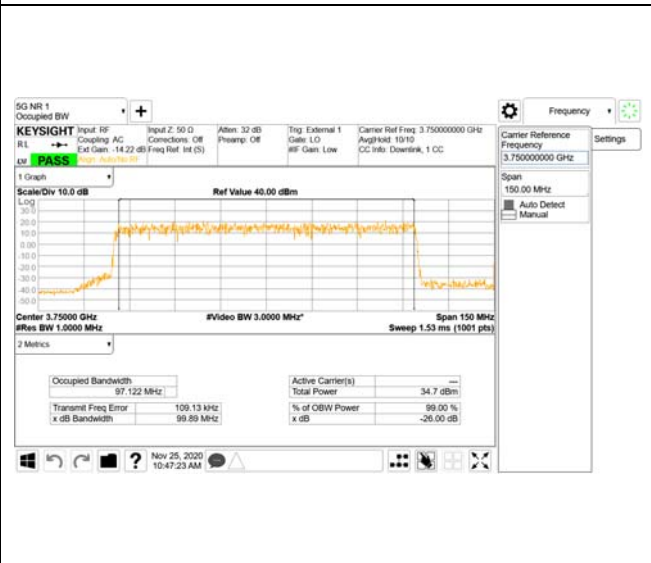 5G NR 1
Occupied BW
+
Frequency
KEYSIGHT
Input: RF
Input Z: 50 Ω
Atten: 32 dB
Trig: External 1
Carrier Ref Freq: 3.750000000 GHz
RL
Coupling: AC
Corrections: Off
Preamp: Off
Gate: LO
Avg|Hold: 10/10
Ext Gain: -14.22 dB
Freq Ref: Int (S)
#IF Gain: Low
CC Info: Downlink, 1 CC
PASS
Align: Auto/No RF
Carrier Reference
Frequency
3.750000000 GHz
Settings
Span
150.00 MHz
Auto Detect
Manual
1 Graph
Scale/Div 10.0 dB
Ref Value 40.00 dBm
Log
30.0
20.0
10.0
0.00
-10.0
-20.0
-30.0
-40.0
-50.0
Center 3.75000 GHz
#Video BW 3.0000 MHz*
Span 150 MHz
#Res BW 1.0000 MHz
Sweep 1.53 ms (1001 pts)
2 Metrics
Occupied Bandwidth
97.122 MHz
Active Carrier(s)
---
Total Power
34.7 dBm
Transmit Freq Error
109.13 kHz
% of OBW Power
99.00 %
x dB Bandwidth
99.89 MHz
x dB
-26.00 dB
?
Nov 25, 2020
10:47:23 AM